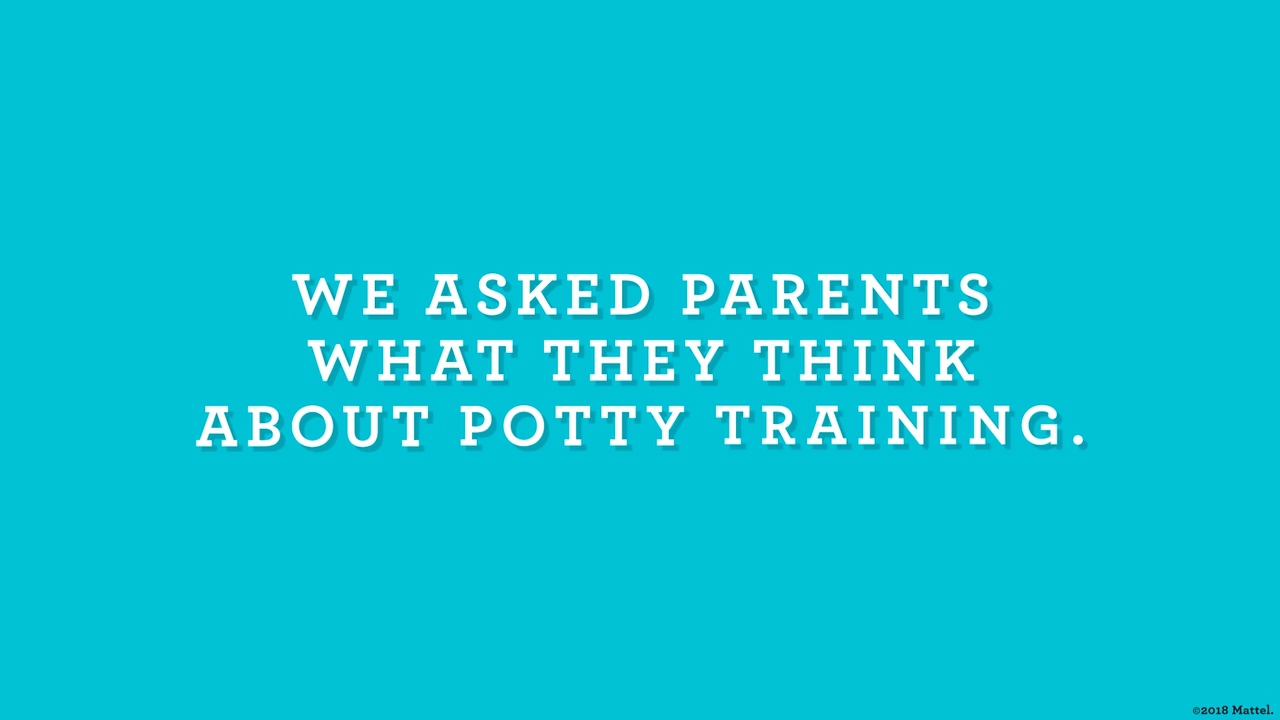 WE ASKED PARENTS
WHAT THEY THINK
ABOUT POTTY TRAINING.
©2018 Mattel.